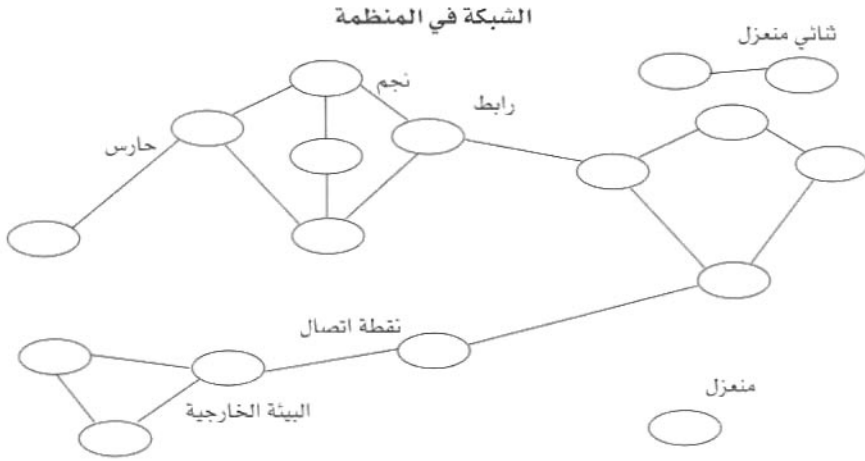 الشبكة في المنظمة
ثنائي منعزل
نجم
رابط
حارس
نقطة اتصال
البيئة الخارجية
منعزل